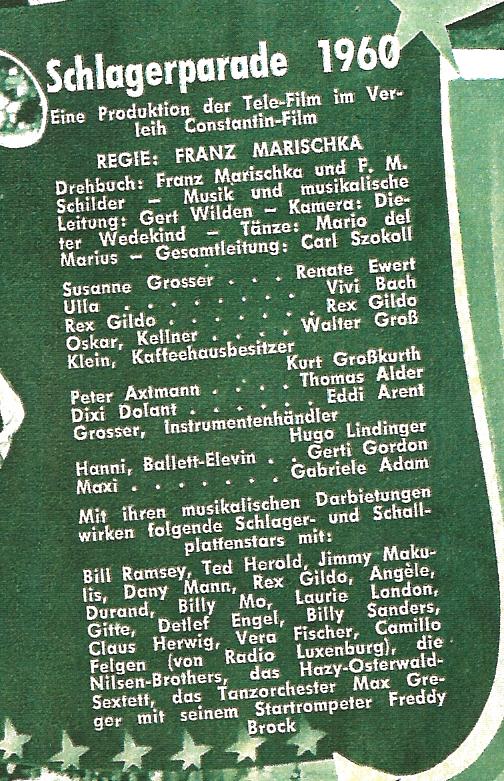 Schlagerparade 1960
Eine Produktion der Tele-Film im Ver-
leih Constantin-Film
REGIE: FRANZ MARISCHKA
Drehbuch: Franz Marischka und F. M.
Schilder – Musik und musikalische
Leitung: Gert Wilden – Kamera: Die-
ter Wedekind – Tänze: Mario del
Marius – Gesamtleitung: Carl Szokoll
Susanne Grosser . . . Renate Ewert
Ulla . . . . . . . . Vivi Bach
Rex Gildo . . . . . . . Rex Gildo
Oskar, Kellner . . . . Walter Groß
Klein, Kaffeehausbesitzer
Kurt Großkurth
Peter Axtmann . . . . Thomas Alder
Dixi Dolant . . . . . . Eddi Arent
Grosser, Instrumentenhändler
Hugo Lindinger
Hanni, Ballett-Elevin . . Gerti Gordon
Maxi . . . . . . . Gabriele Adam
Mit ihren musikalischen Darbietungen
wirken folgende Schlager- und Schall-
plattenstars mit:
Bill Ramsey, Ted Herold, Jimmy Maku-
lis, Dany Mann, Rex Gildo, Angèle,
Durand, Billy Mo, Laurie London,
Gitte, Detlef Engel, Billy Sanders,
Claus Herwig, Vera Fischer, Camillo
Felgen (von Radio Luxenburg), die
Nilsen-Brothers, das Hazy-Osterwald-
Sextett, das Tanzorchester Max Gre-
ger mit seinem Startrompeter Freddy
Brock